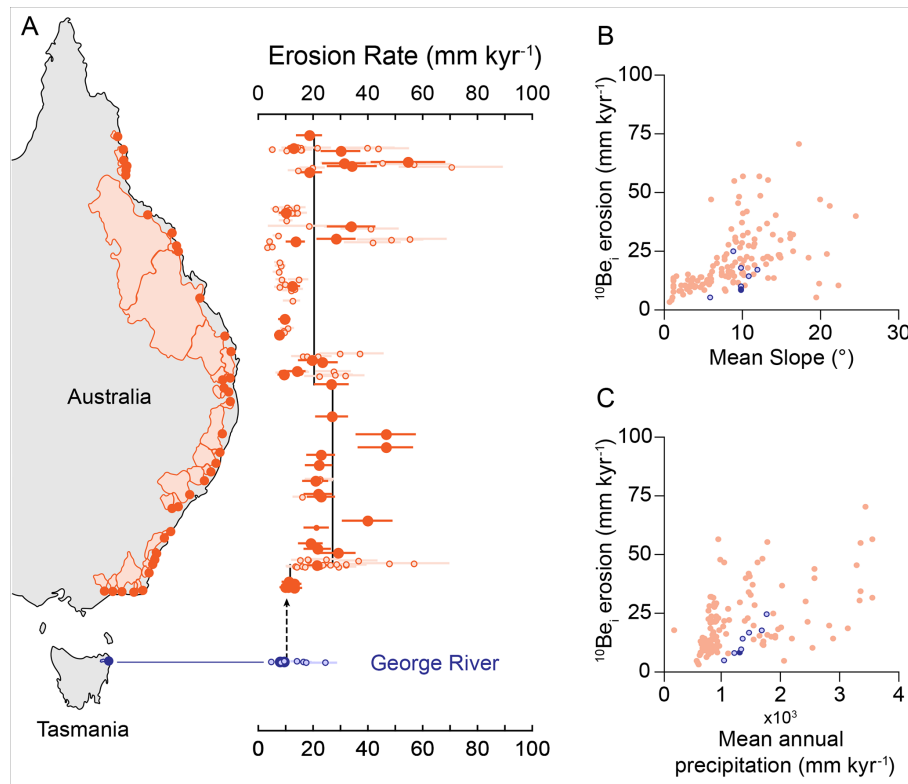 A
Erosion Rate (mm kyr⁻¹)
0 20 40 60 80 100
Australia
Tasmania
George River
0 20 40 60 80 100
B
100
75
50
25
0
¹⁰Beᵢ erosion (mm kyr⁻¹)
0 10 20 30
Mean Slope (°)
C
100
75
50
25
0
¹⁰Beᵢ erosion (mm kyr⁻¹)
0 1 2 3 4
x10³
Mean annual
precipitation (mm kyr⁻¹)